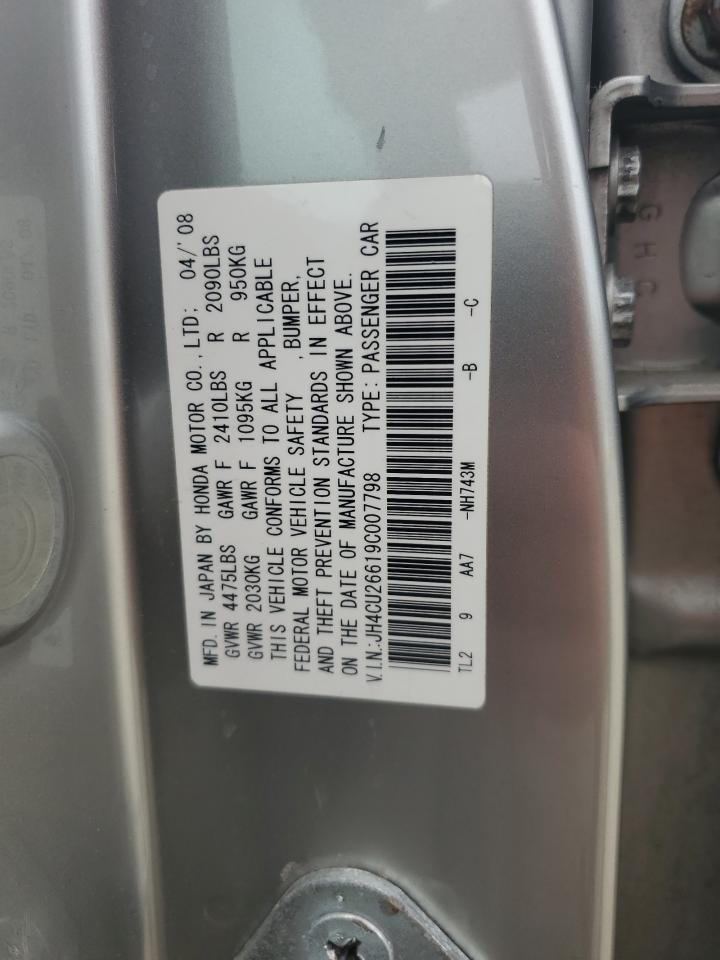 MFD. IN JAPAN BY HONDA MOTOR CO., LTD; 04/'08
GVWR 4475LBS GAWR F 2410LBS R 2090LBS
GVWR 2030KG GAWR F 1095KG R 950KG
THIS VEHICLE CONFORMS TO ALL APPLICABLE
FEDERAL MOTOR VEHICLE SAFETY , BUMPER,
AND THEFT PREVENTION STANDARDS IN EFFECT
ON THE DATE OF MANUFACTURE SHOWN ABOVE.
V.I.N.:JH4CU26619C007798 TYPE: PASSENGER CAR
TL2 9 AA7 -NH743M -B -C
G H C